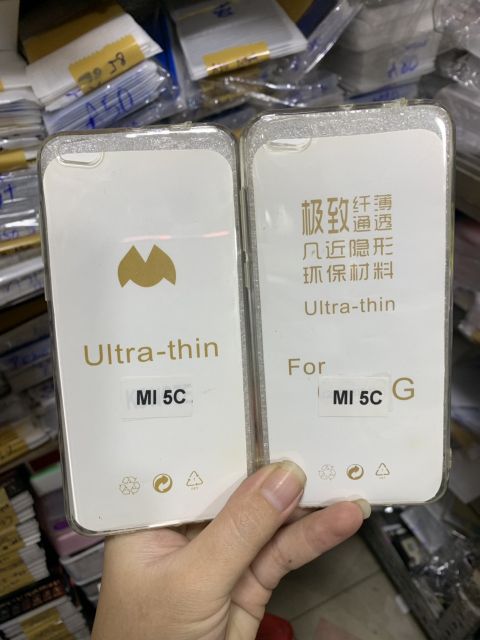 Ultra-thin
MI 5C
极致 纤薄
通透
几近隐形
环保材料
Ultra-thin
For
MI 5C
G